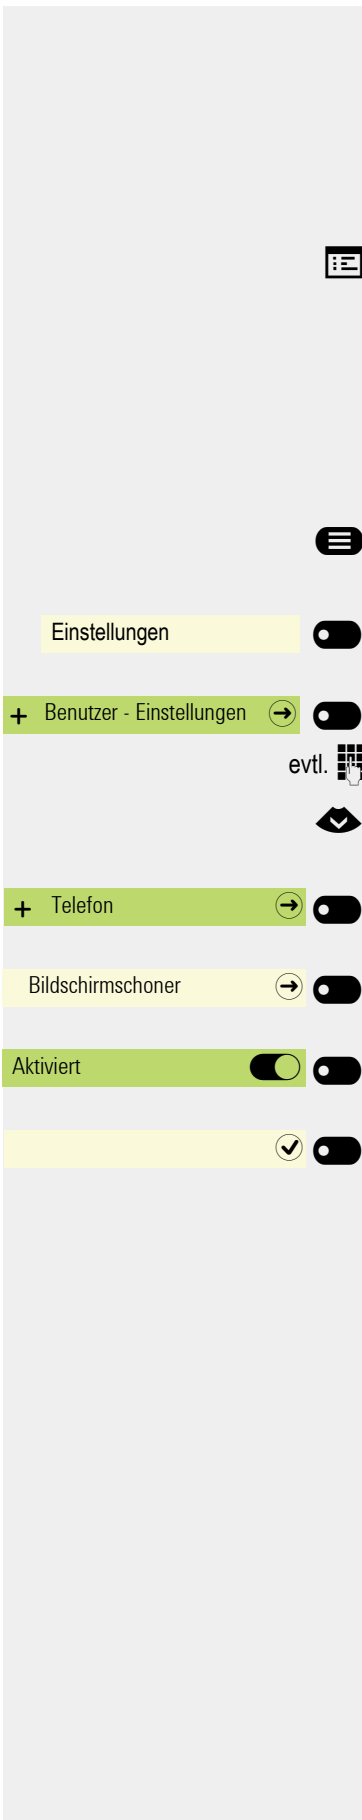 Einstellungen
+ Benutzer - Einstellungen
evtl.
+ Telefon
Bildschirmschoner
Aktiviert